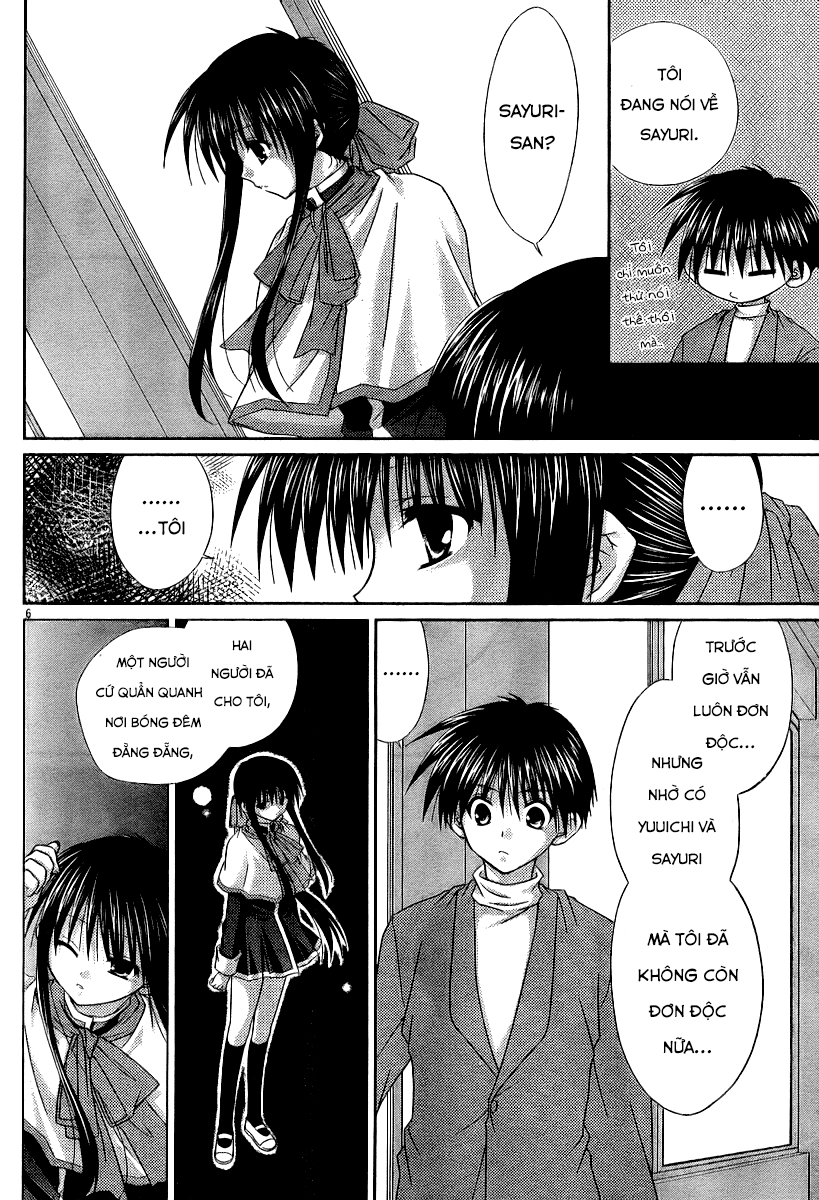 TÔI
ĐANG NÓI VỀ
SAYURI.
Tôi
chỉ muốn
thử nói
thế thôi
mà.
SAYURI-
SAN?
......
......
...TÔI
6
TRƯỚC
GIỜ VẪN
LUÔN ĐƠN
ĐỘC...
NHƯNG
NHỜ CÓ
YUUICHI VÀ
SAYURI
MÀ TÔI ĐÃ
KHÔNG CÒN
ĐƠN ĐỘC
NỮA...
......
HAI
NGƯỜI ĐÃ
CHO TÔI,
MỘT NGƯỜI
CỨ QUẨN QUANH
NƠI BÓNG ĐÊM
ĐẰNG ĐẴNG,